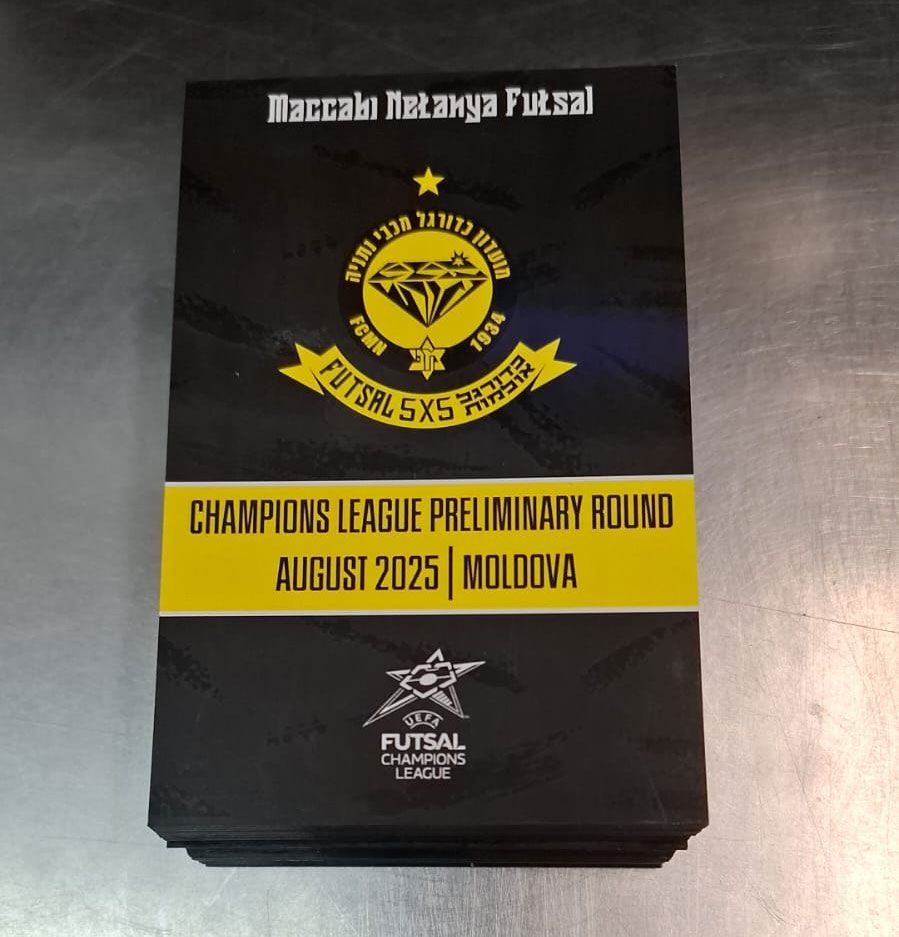 Maccabi Netanya Futsal
מועדון כדורגל מכבי נתניה
FCMN 1934
FUTSAL 5X5 כדורגל אולמות
CHAMPIONS LEAGUE PRELIMINARY ROUND
AUGUST 2025 | MOLDOVA
UEFA
FUTSAL
CHAMPIONS
LEAGUE